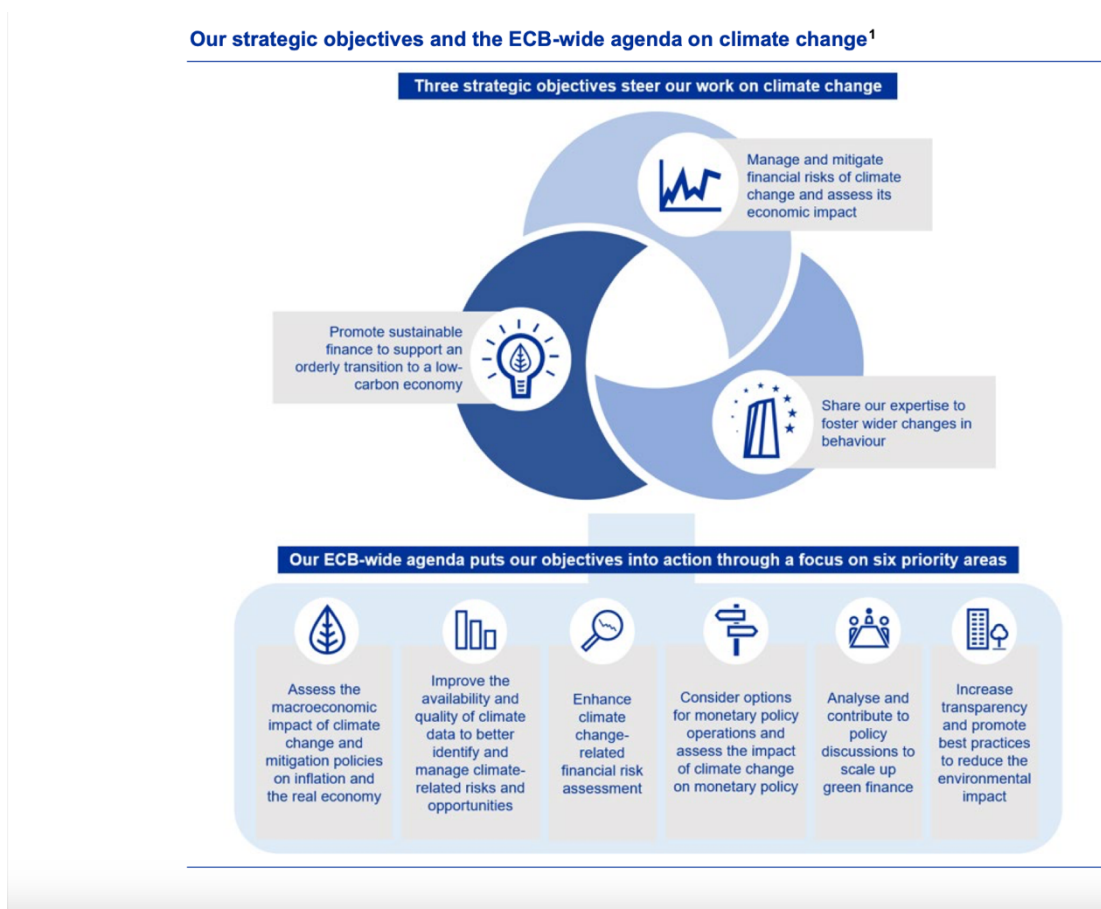 Our strategic objectives and the ECB-wide agenda on climate change¹
Three strategic objectives steer our work on climate change
Manage and mitigate
financial risks of climate
change and assess its
economic impact
Promote sustainable
finance to support an
orderly transition to a low-
carbon economy
Share our expertise to
foster wider changes in
behaviour
Our ECB-wide agenda puts our objectives into action through a focus on six priority areas
Assess the
macroeconomic
impact of climate
change and
mitigation policies
on inflation and
the real economy
Improve the
availability and
quality of climate
data to better
identify and
manage climate-
related risks and
opportunities
Enhance
climate
change-
related
financial risk
assessment
Consider options
for monetary policy
operations and
assess the impact
of climate change
on monetary policy
Analyse and
contribute to
policy
discussions to
scale up
green finance
Increase
transparency
and promote
best practices
to reduce the
environmental
impact